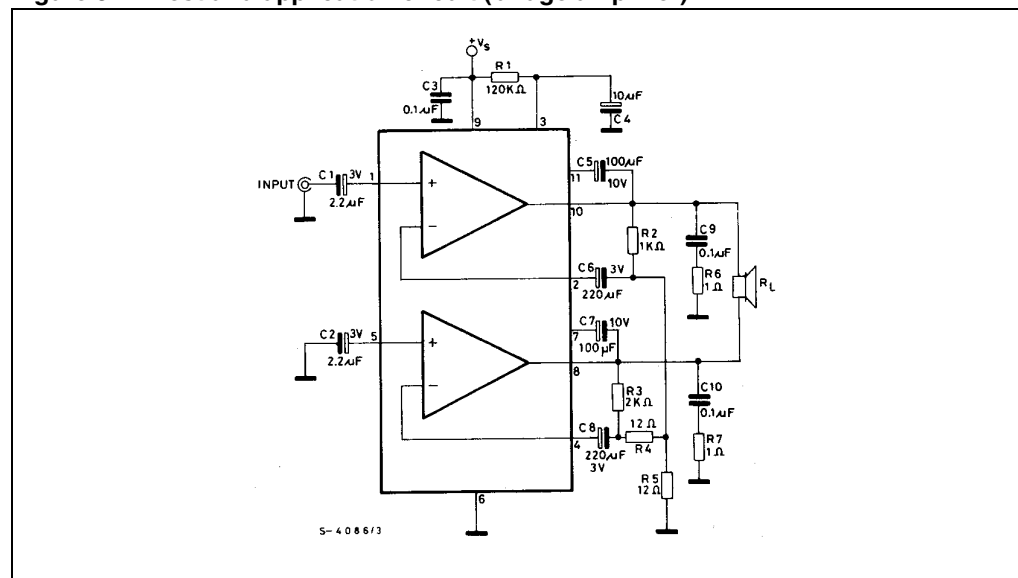 +Vs
R1
120KΩ
C3
0.1µF
10µF
C4
9
3
C5
100µF
10V
11
INPUT
C1
3V
2.2µF
1
+
−
10
R2
1KΩ
C9
0.1µF
R6
1Ω
RL
C6
3V
220µF
2
C7
10V
100µF
7
C2
3V
2.2µF
5
+
−
8
R3
2KΩ
C10
0.1µF
12Ω
R4
C8
220µF
3V
4
R7
1Ω
R5
12Ω
6
S-4086/3